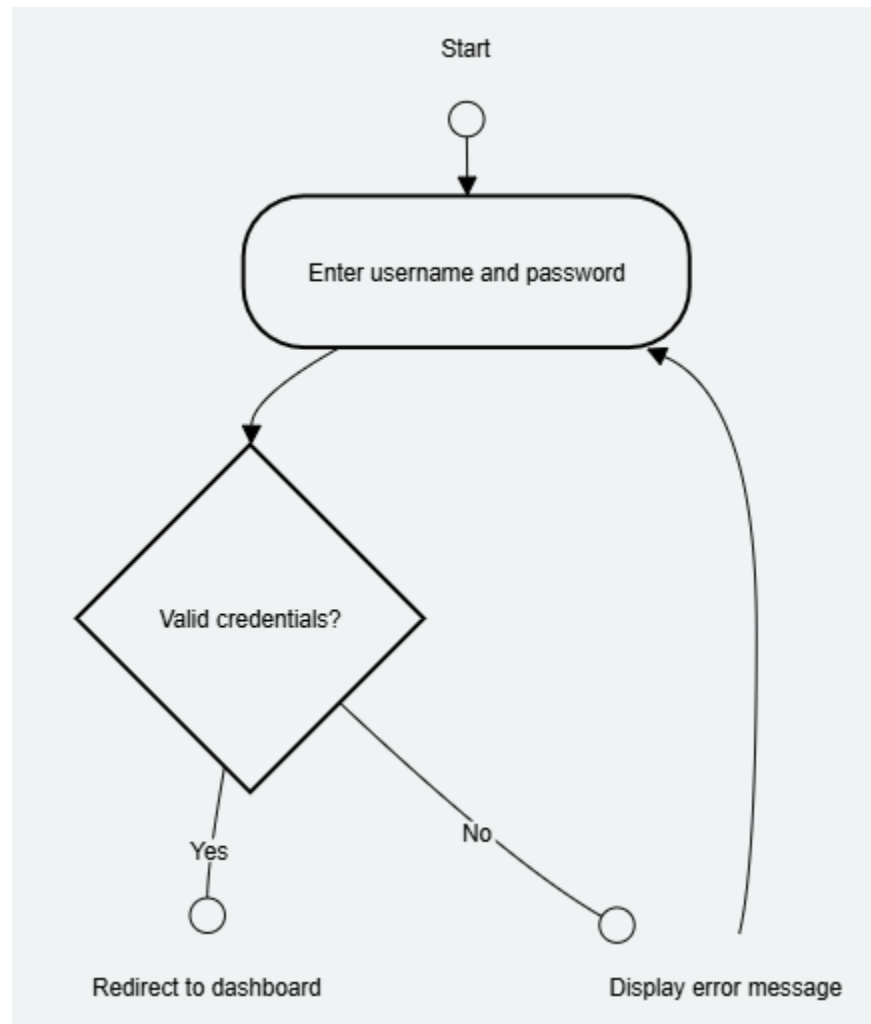 Start
Enter username and password
Valid credentials?
No
Yes
Redirect to dashboard
Display error message